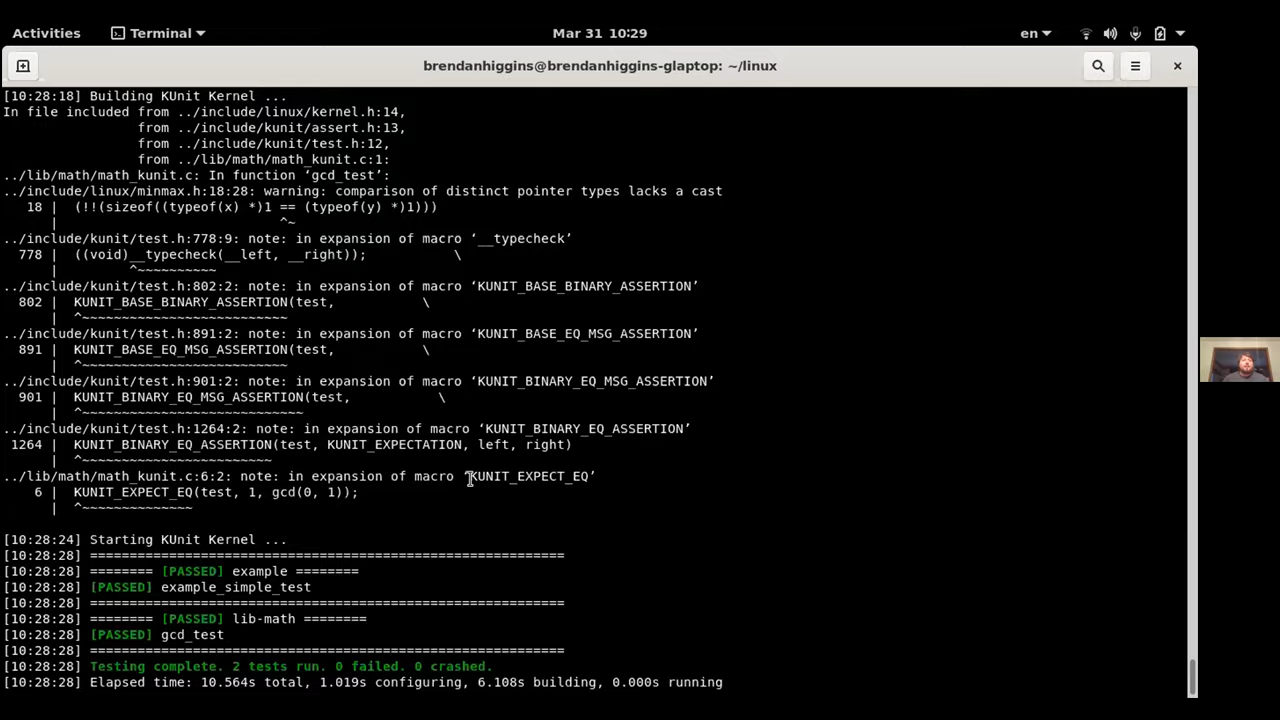 Activities
Terminal
Mar 31 10:29
en
brendanhiggins@brendanhiggins-glaptop: ~/linux
[10:28:18] Building KUnit Kernel ...
In file included from ../include/linux/kernel.h:14,
                 from ../include/kunit/assert.h:13,
                 from ../include/kunit/test.h:12,
                 from ../lib/math/math_kunit.c:1:
../lib/math/math_kunit.c: In function ‘gcd_test’:
../include/linux/minmax.h:18:28: warning: comparison of distinct pointer types lacks a cast
   18 |  (!!(sizeof((typeof(x) *)1 == (typeof(y) *)1)))
      |                            ^~
../include/kunit/test.h:778:9: note: in expansion of macro ‘__typecheck’
  778 |  ((void)__typecheck(__left, __right));           \
      |         ^~~~~~~~~~~
../include/kunit/test.h:802:2: note: in expansion of macro ‘KUNIT_BASE_BINARY_ASSERTION’
  802 |  KUNIT_BASE_BINARY_ASSERTION(test,           \
      |  ^~~~~~~~~~~~~~~~~~~~~~~~~~~
../include/kunit/test.h:891:2: note: in expansion of macro ‘KUNIT_BASE_EQ_MSG_ASSERTION’
  891 |  KUNIT_BASE_EQ_MSG_ASSERTION(test,           \
      |  ^~~~~~~~~~~~~~~~~~~~~~~~~~~
../include/kunit/test.h:901:2: note: in expansion of macro ‘KUNIT_BINARY_EQ_MSG_ASSERTION’
  901 |  KUNIT_BINARY_EQ_MSG_ASSERTION(test,           \
      |  ^~~~~~~~~~~~~~~~~~~~~~~~~~~~~
../include/kunit/test.h:1264:2: note: in expansion of macro ‘KUNIT_BINARY_EQ_ASSERTION’
 1264 |  KUNIT_BINARY_EQ_ASSERTION(test, KUNIT_EXPECTATION, left, right)
      |  ^~~~~~~~~~~~~~~~~~~~~~~~~
../lib/math/math_kunit.c:6:2: note: in expansion of macro ‘KUNIT_EXPECT_EQ’
    6 |  KUNIT_EXPECT_EQ(test, 1, gcd(0, 1));
      |  ^~~~~~~~~~~~~~~
[10:28:24] Starting KUnit Kernel ...
[10:28:28] ============================================================
[10:28:28] ======== [PASSED] example ========
[10:28:28] [PASSED] example_simple_test
[10:28:28] ============================================================
[10:28:28] ======== [PASSED] lib-math ========
[10:28:28] [PASSED] gcd_test
[10:28:28] ============================================================
[10:28:28] Testing complete. 2 tests run. 0 failed. 0 crashed.
[10:28:28] Elapsed time: 10.564s total, 1.019s configuring, 6.108s building, 0.000s running